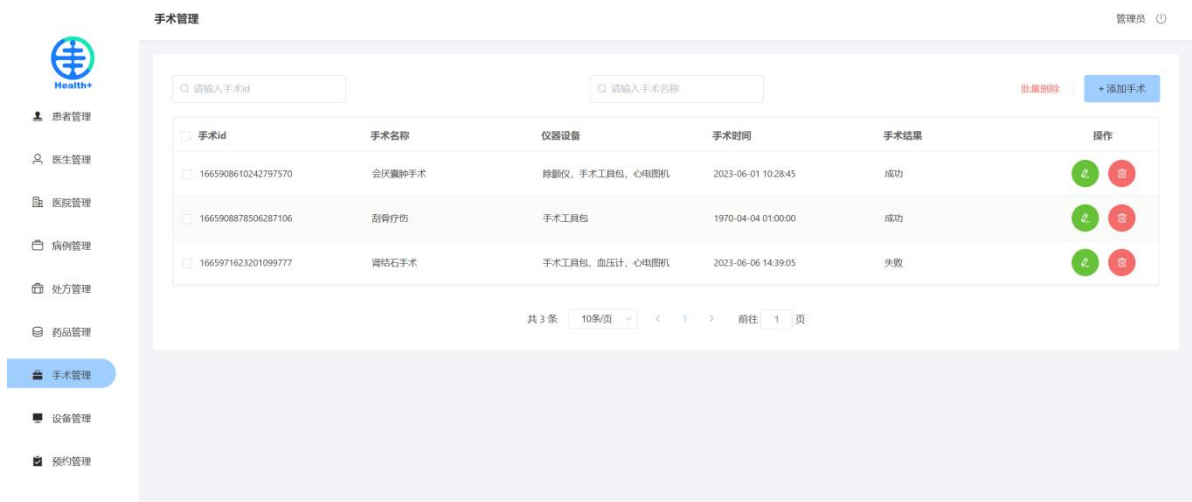 手术管理
管理员
Health+
患者管理
医生管理
医院管理
病例管理
处方管理
药品管理
手术管理
设备管理
预约管理
请输入手术id
请输入手术名称
批量删除
+ 添加手术
手术id 手术名称 仪器设备 手术时间 手术结果 操作
1665908610242797570 会厌囊肿手术 除颤仪，手术工具包，心电图机 2023-06-01 10:28:45 成功
1665908878506287106 刮骨疗伤 手术工具包 1970-04-04 01:00:00 成功
1665971623201099777 肾结石手术 手术工具包，血压计，心电图机 2023-06-06 14:39:05 失败
共 3 条 10条/页 < 1 > 前往 1 页